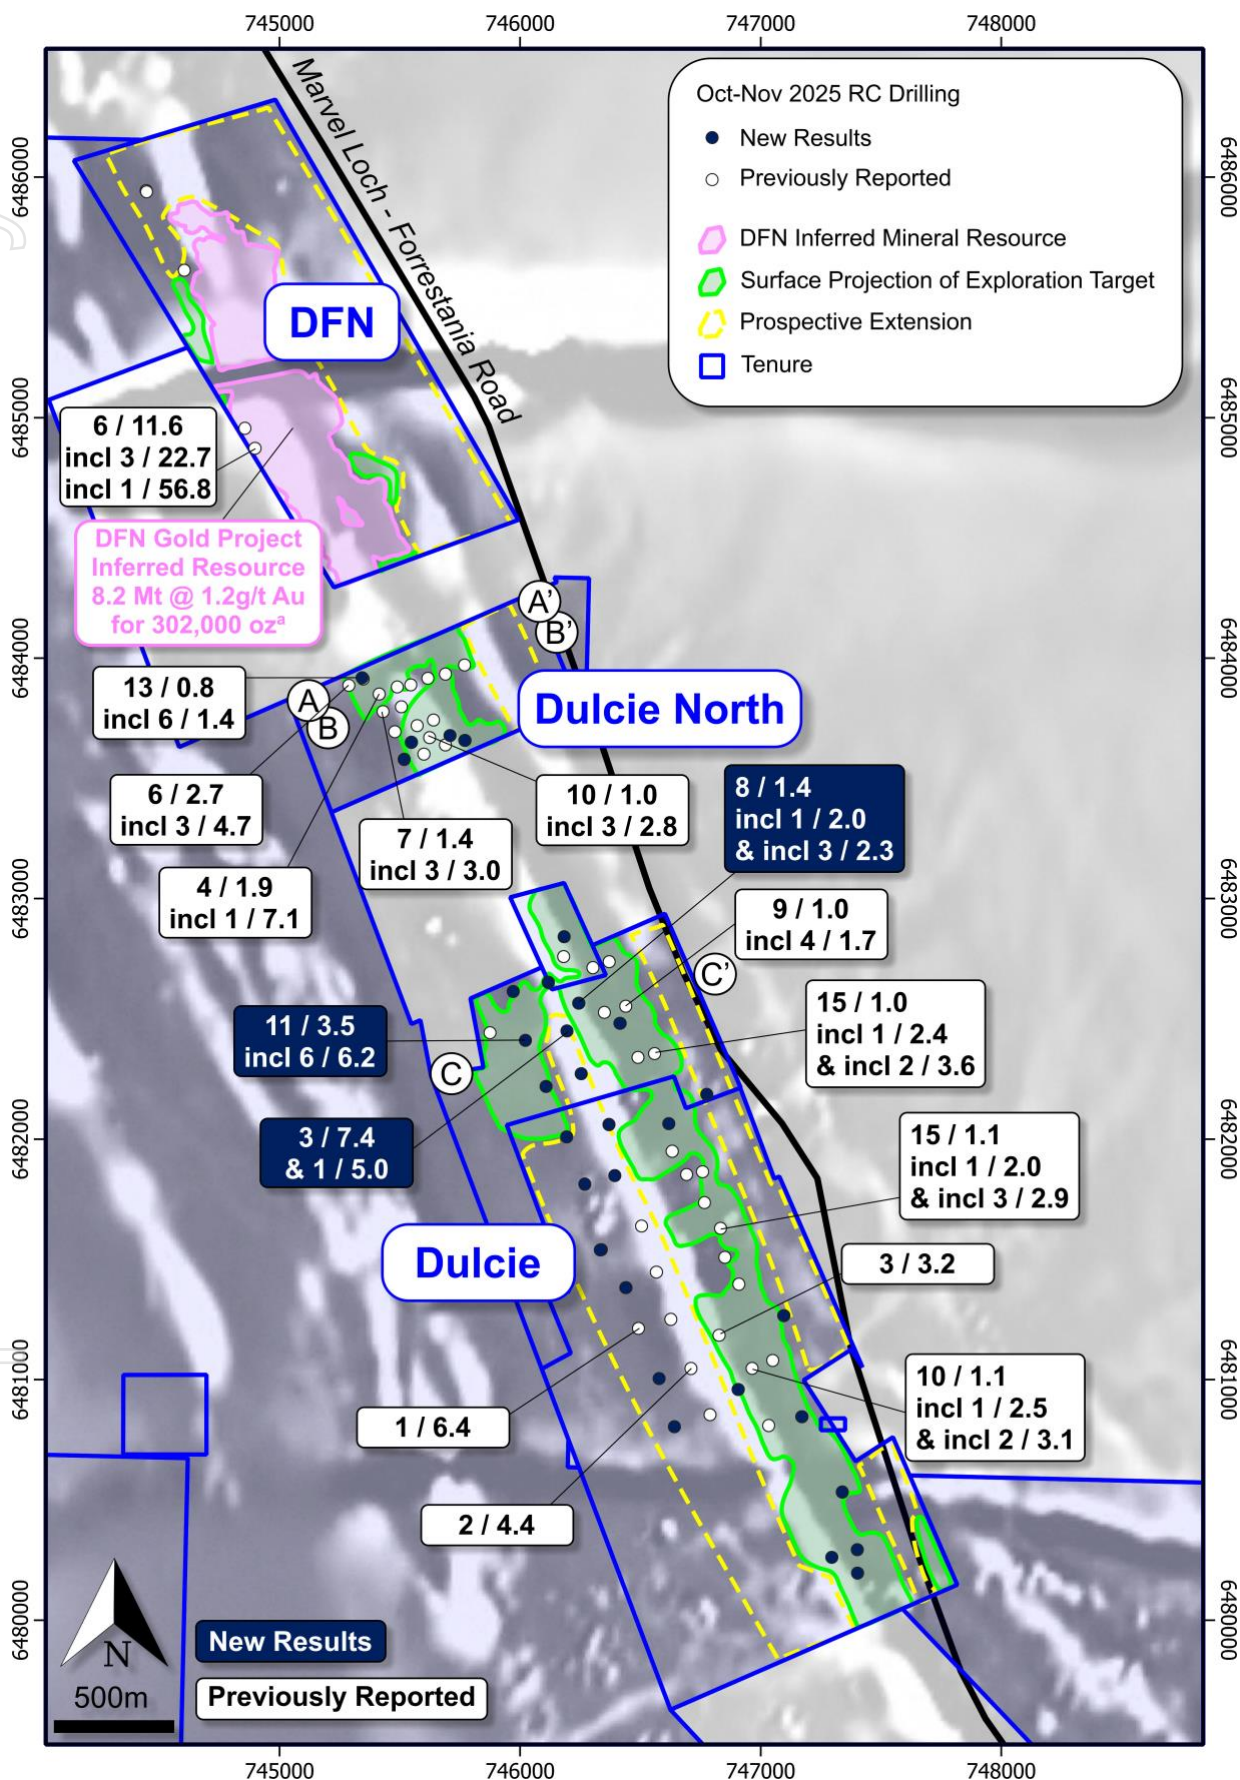 745000
746000
747000
748000
Marvel Loch - Forrestania Road
Oct-Nov 2025 RC Drilling
New Results
Previously Reported
DFN Inferred Mineral Resource
Surface Projection of Exploration Target
Prospective Extension
Tenure
6486000
6486000
DFN
6485000
6485000
6 / 11.6
incl 3 / 22.7
incl 1 / 56.8
DFN Gold Project
Inferred Resource
8.2 Mt @ 1.2g/t Au
for 302,000 ozª
A'
B'
6484000
6484000
13 / 0.8
incl 6 / 1.4
A
B
Dulcie North
6 / 2.7
incl 3 / 4.7
10 / 1.0
incl 3 / 2.8
8 / 1.4
incl 1 / 2.0
& incl 3 / 2.3
7 / 1.4
incl 3 / 3.0
4 / 1.9
incl 1 / 7.1
6483000
6483000
9 / 1.0
incl 4 / 1.7
C'
15 / 1.0
incl 1 / 2.4
& incl 2 / 3.6
11 / 3.5
incl 6 / 6.2
C
3 / 7.4
& 1 / 5.0
6482000
6482000
15 / 1.1
incl 1 / 2.0
& incl 3 / 2.9
Dulcie
3 / 3.2
6481000
6481000
10 / 1.1
incl 1 / 2.5
& incl 2 / 3.1
1 / 6.4
2 / 4.4
6480000
6480000
N
500m
New Results
Previously Reported
745000
746000
747000
748000